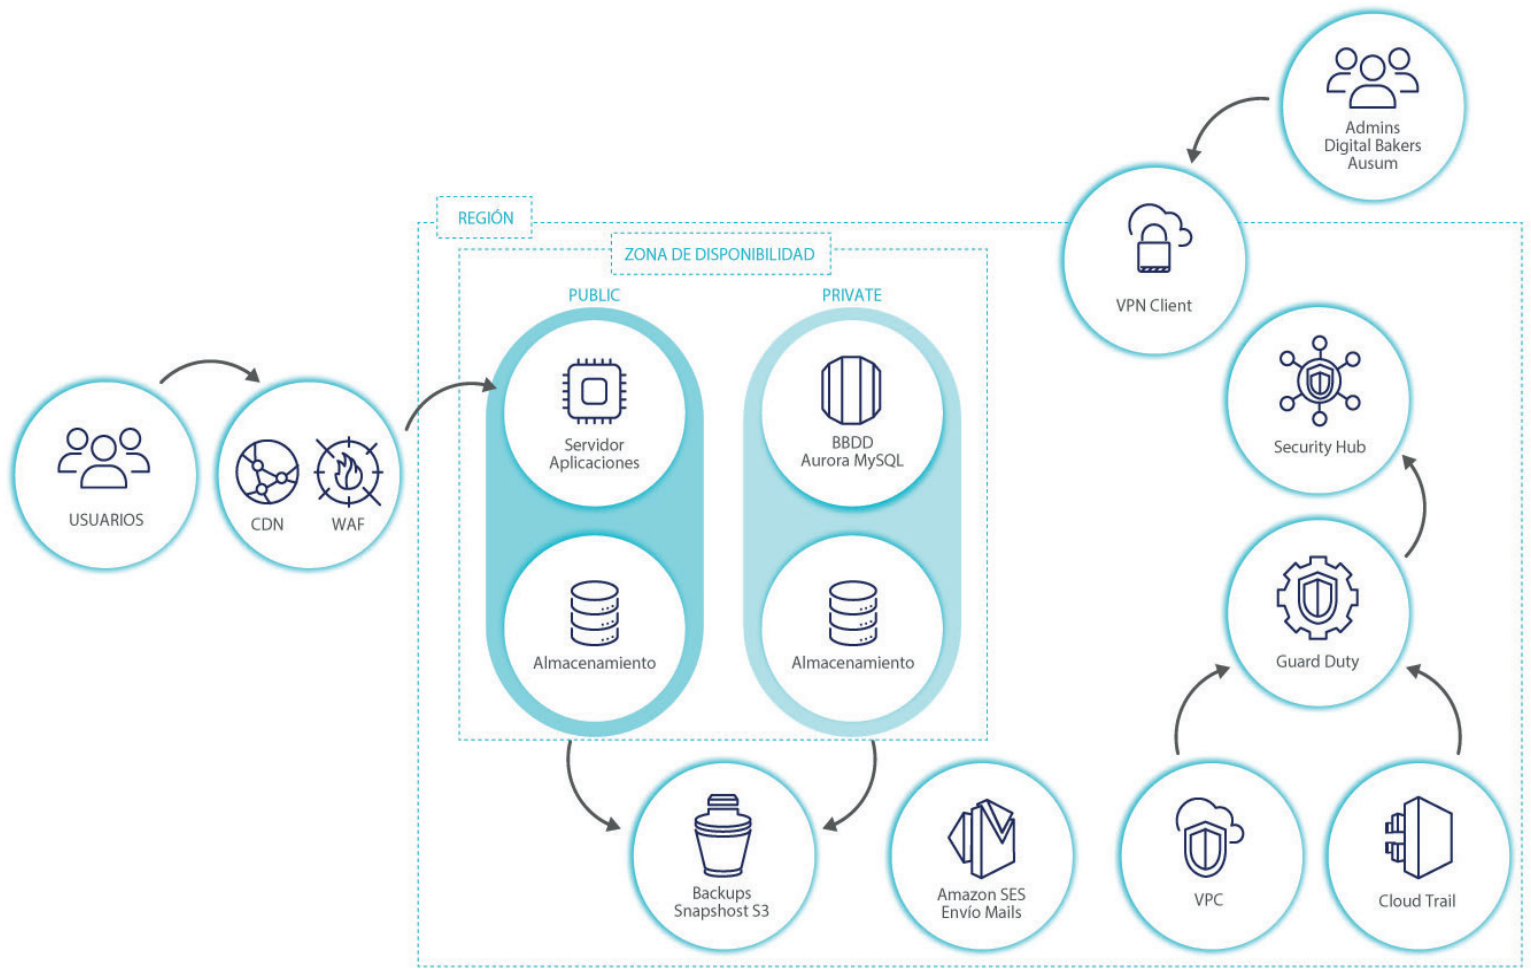 Admins
Digital Bakers
Ausum
REGIÓN
ZONA DE DISPONIBILIDAD
PUBLIC
PRIVATE
VPN Client
Servidor
Aplicaciones
BBDD
Aurora MySQL
Security Hub
USUARIOS
CDN
WAF
Almacenamiento
Almacenamiento
Guard Duty
Backups
Snapshost S3
Amazon SES
Envío Mails
VPC
Cloud Trail